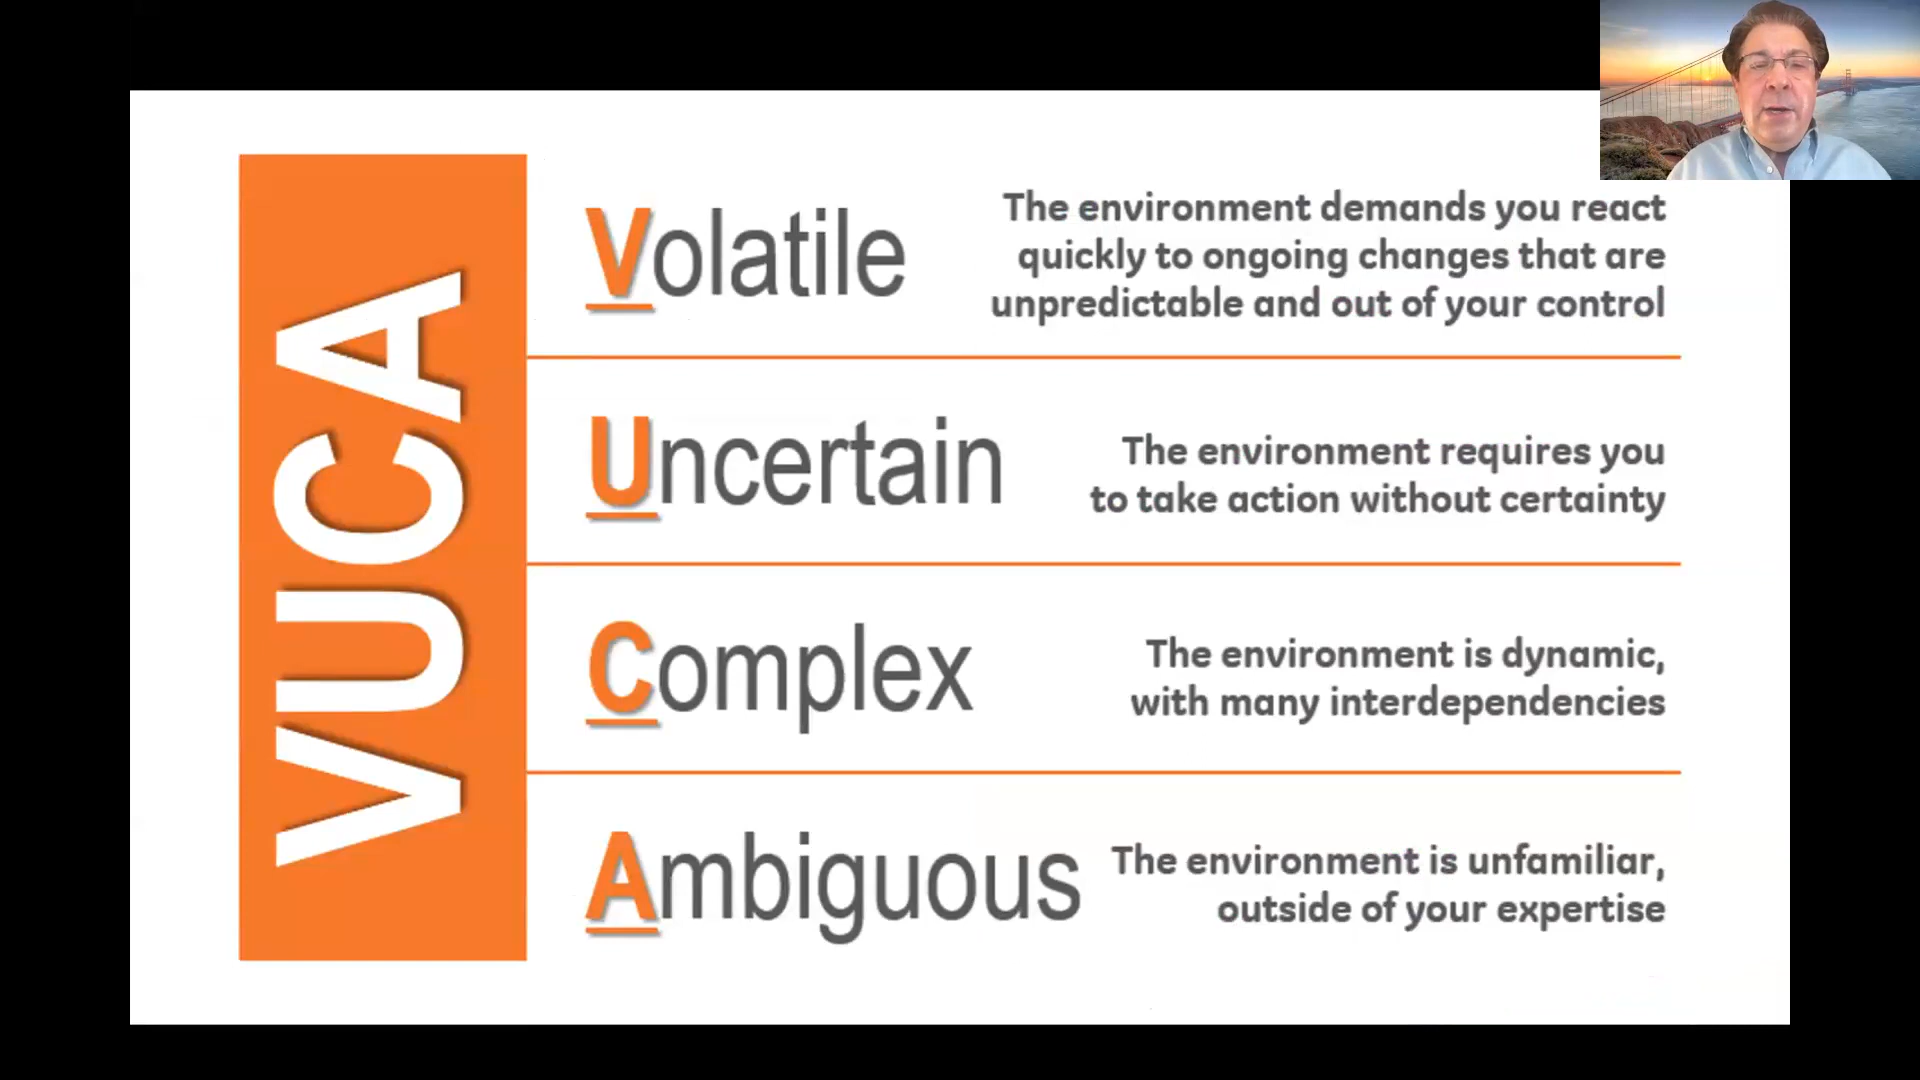 VUCA
Volatile
The environment demands you react
quickly to ongoing changes that are
unpredictable and out of your control
Uncertain
The environment requires you
to take action without certainty
Complex
The environment is dynamic,
with many interdependencies
Ambiguous
The environment is unfamiliar,
outside of your expertise